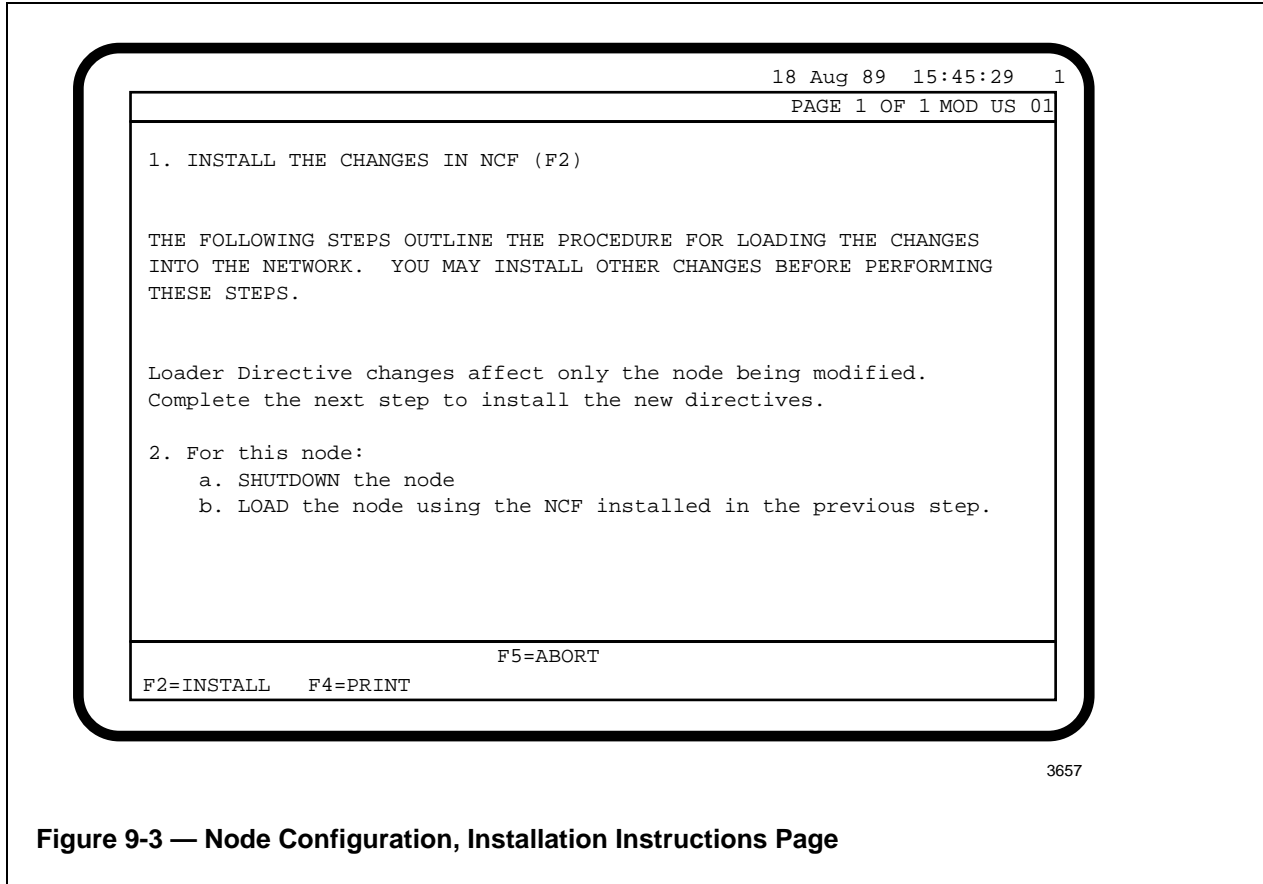 18 Aug 89 15:45:29 1
PAGE 1 OF 1 MOD US 01
1. INSTALL THE CHANGES IN NCF (F2)
THE FOLLOWING STEPS OUTLINE THE PROCEDURE FOR LOADING THE CHANGES
INTO THE NETWORK. YOU MAY INSTALL OTHER CHANGES BEFORE PERFORMING
THESE STEPS.
Loader Directive changes affect only the node being modified.
Complete the next step to install the new directives.
2. For this node:
a. SHUTDOWN the node
b. LOAD the node using the NCF installed in the previous step.
F5=ABORT
F2=INSTALL F4=PRINT
3657
Figure 9-3 — Node Configuration, Installation Instructions Page